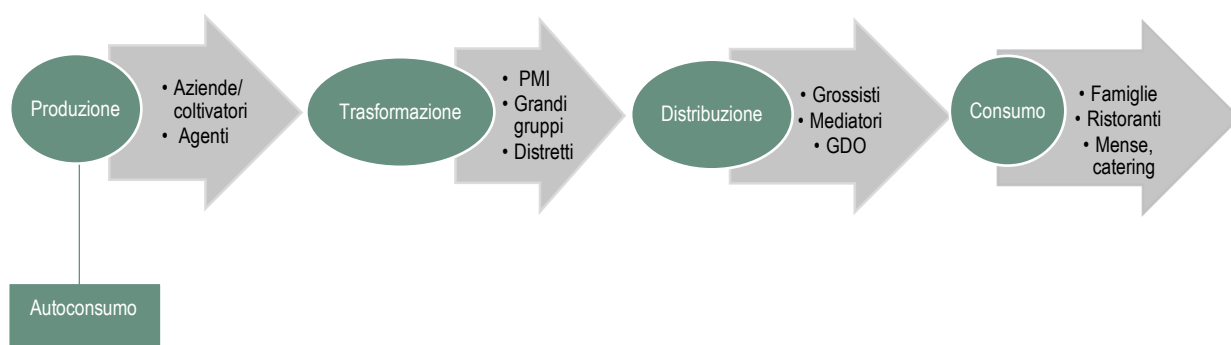 Produzione
• Aziende/
coltivatori
• Agenti
Trasformazione
• PMI
• Grandi
gruppi
• Distretti
Distribuzione
• Grossisti
• Mediatori
• GDO
Consumo
• Famiglie
• Ristoranti
• Mense,
catering
Autoconsumo